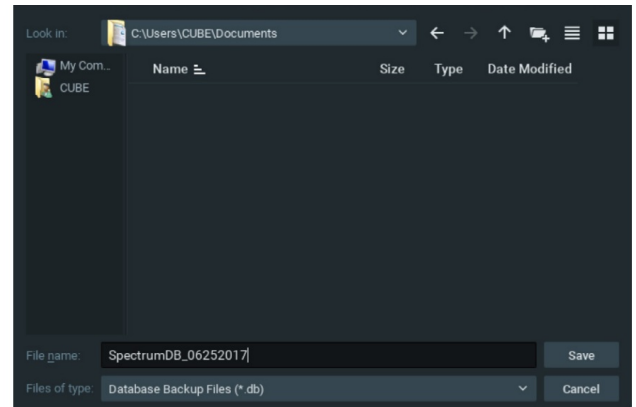 Look in: C:\Users\CUBE\Documents
My Com...
CUBE
Name Size Type Date Modified
File name: SpectrumDB_06252017 Save
Files of type: Database Backup Files (*.db) Cancel